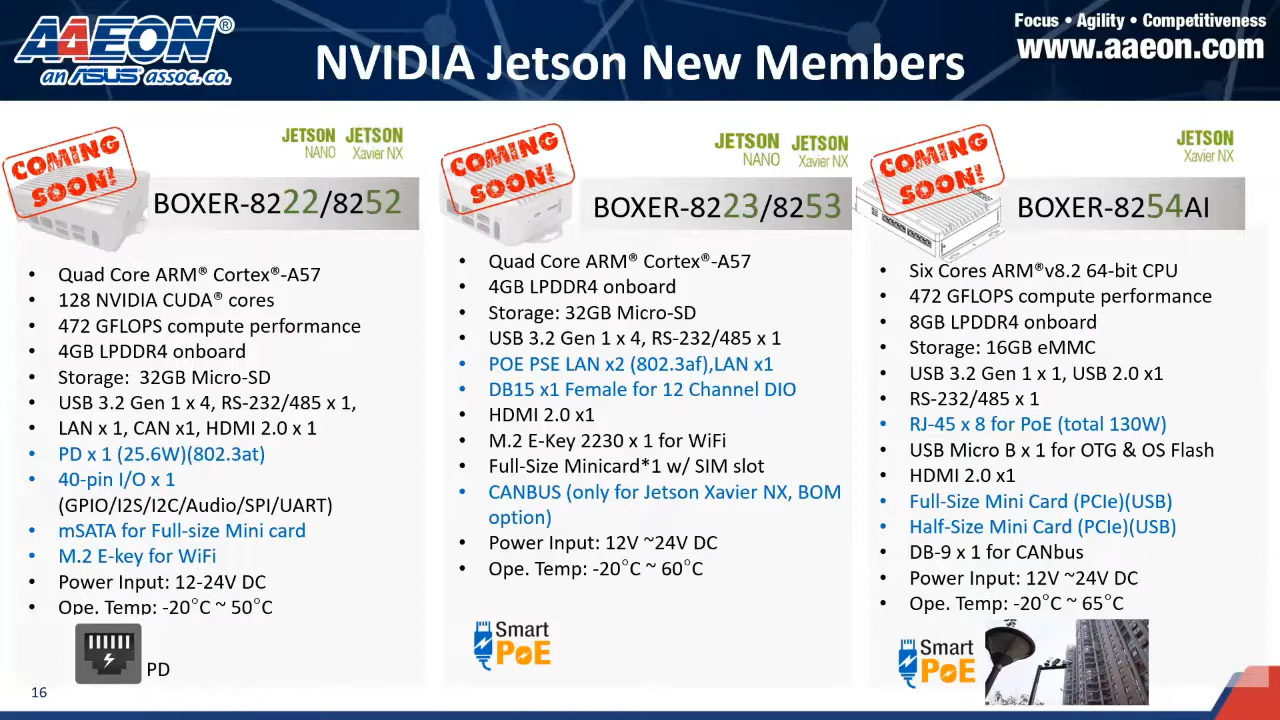 AAEON®
an ASUS assoc.co.
NVIDIA Jetson New Members
Focus • Agility • Competitiveness
www.aaeon.com
COMING
SOON!
JETSON
NANO
JETSON
Xavier NX
BOXER-8222/8252
• Quad Core ARM® Cortex®-A57
• 128 NVIDIA CUDA® cores
• 472 GFLOPS compute performance
• 4GB LPDDR4 onboard
• Storage: 32GB Micro-SD
• USB 3.2 Gen 1 x 4, RS-232/485 x 1,
• LAN x 1, CAN x1, HDMI 2.0 x 1
• PD x 1 (25.6W)(802.3at)
• 40-pin I/O x 1
(GPIO/I2S/I2C/Audio/SPI/UART)
• mSATA for Full-size Mini card
• M.2 E-key for WiFi
• Power Input: 12-24V DC
• Ope. Temp: -20°C ~ 50°C
PD
COMING
SOON!
JETSON
NANO
JETSON
Xavier NX
BOXER-8223/8253
• Quad Core ARM® Cortex®-A57
• 4GB LPDDR4 onboard
• Storage: 32GB Micro-SD
• USB 3.2 Gen 1 x 4, RS-232/485 x 1
• POE PSE LAN x2 (802.3af),LAN x1
• DB15 x1 Female for 12 Channel DIO
• HDMI 2.0 x1
• M.2 E-Key 2230 x 1 for WiFi
• Full-Size Minicard*1 w/ SIM slot
• CANBUS (only for Jetson Xavier NX, BOM
option)
• Power Input: 12V ~24V DC
• Ope. Temp: -20°C ~ 60°C
Smart
PoE
COMING
SOON!
JETSON
Xavier NX
BOXER-8254AI
• Six Cores ARM®v8.2 64-bit CPU
• 472 GFLOPS compute performance
• 8GB LPDDR4 onboard
• Storage: 16GB eMMC
• USB 3.2 Gen 1 x 1, USB 2.0 x1
• RS-232/485 x 1
• RJ-45 x 8 for PoE (total 130W)
• USB Micro B x 1 for OTG & OS Flash
• HDMI 2.0 x1
• Full-Size Mini Card (PCIe)(USB)
• Half-Size Mini Card (PCIe)(USB)
• DB-9 x 1 for CANbus
• Power Input: 12V ~24V DC
• Ope. Temp: -20°C ~ 65°C
Smart
PoE
16